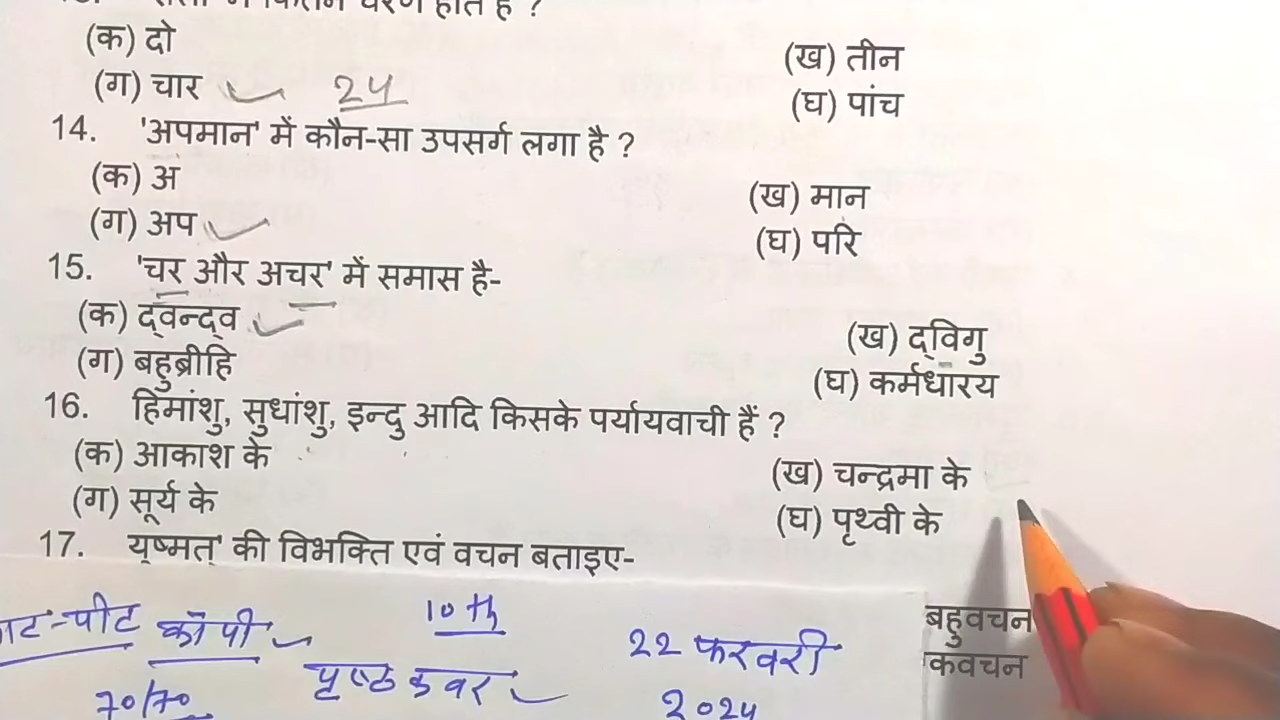 में कितने चरण होते हैं ?
(क) दो
(ख) तीन
(ग) चार 24
(घ) पांच
14. 'अपमान' में कौन-सा उपसर्ग लगा है ?
(क) अ
(ख) मान
(ग) अप
(घ) परि
15. 'चर और अचर' में समास है-
(क) द्वन्द्व
(ख) द्विगु
(ग) बहुब्रीहि
(घ) कर्मधारय
16. हिमांशु, सुधांशु, इन्दु आदि किसके पर्यायवाची हैं ?
(क) आकाश के
(ख) चन्द्रमा के
(ग) सूर्य के
(घ) पृथ्वी के
17. युष्मत्' की विभक्ति एवं वचन बताइए-
बहुवचन
कवचन
10th
पीट कॉपी
22 फरवरी
पृष्ठ कवर
70/70
2024